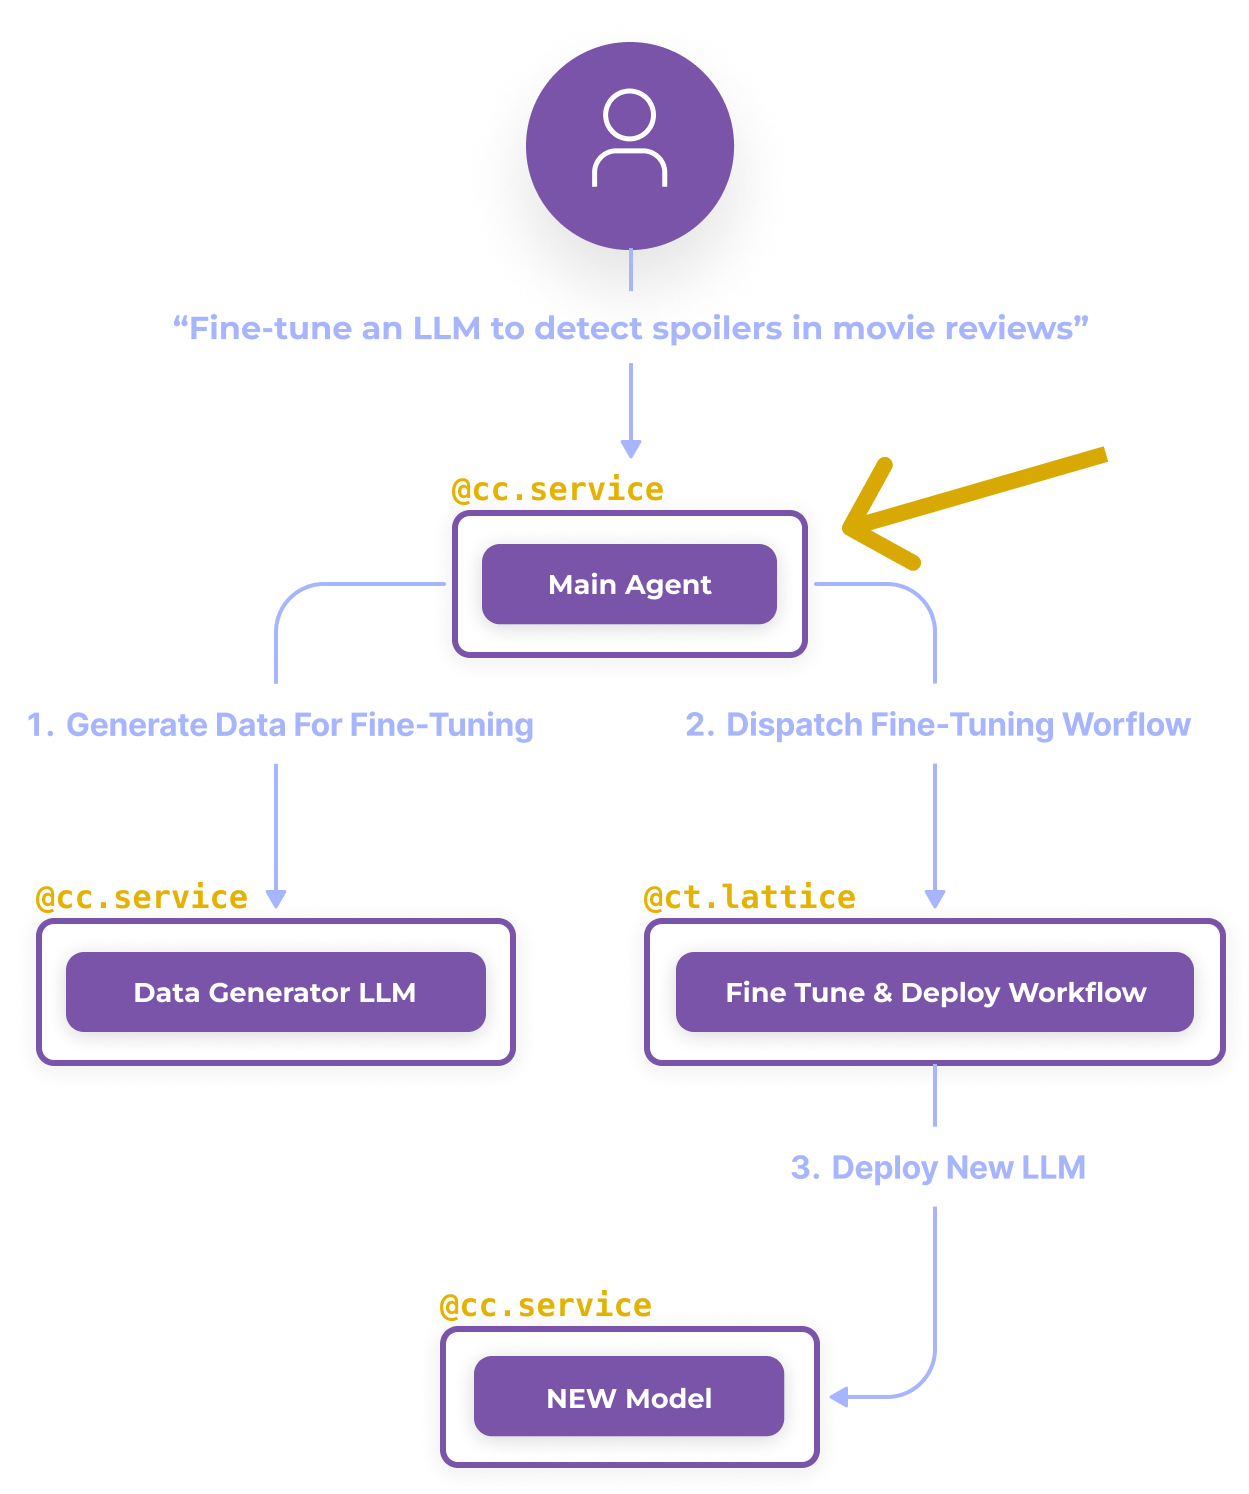 “Fine-tune an LLM to detect spoilers in movie reviews”
@cc.service
Main Agent
1. Generate Data For Fine-Tuning
2. Dispatch Fine-Tuning Worflow
@cc.service
Data Generator LLM
@ct.lattice
Fine Tune & Deploy Workflow
3. Deploy New LLM
@cc.service
NEW Model